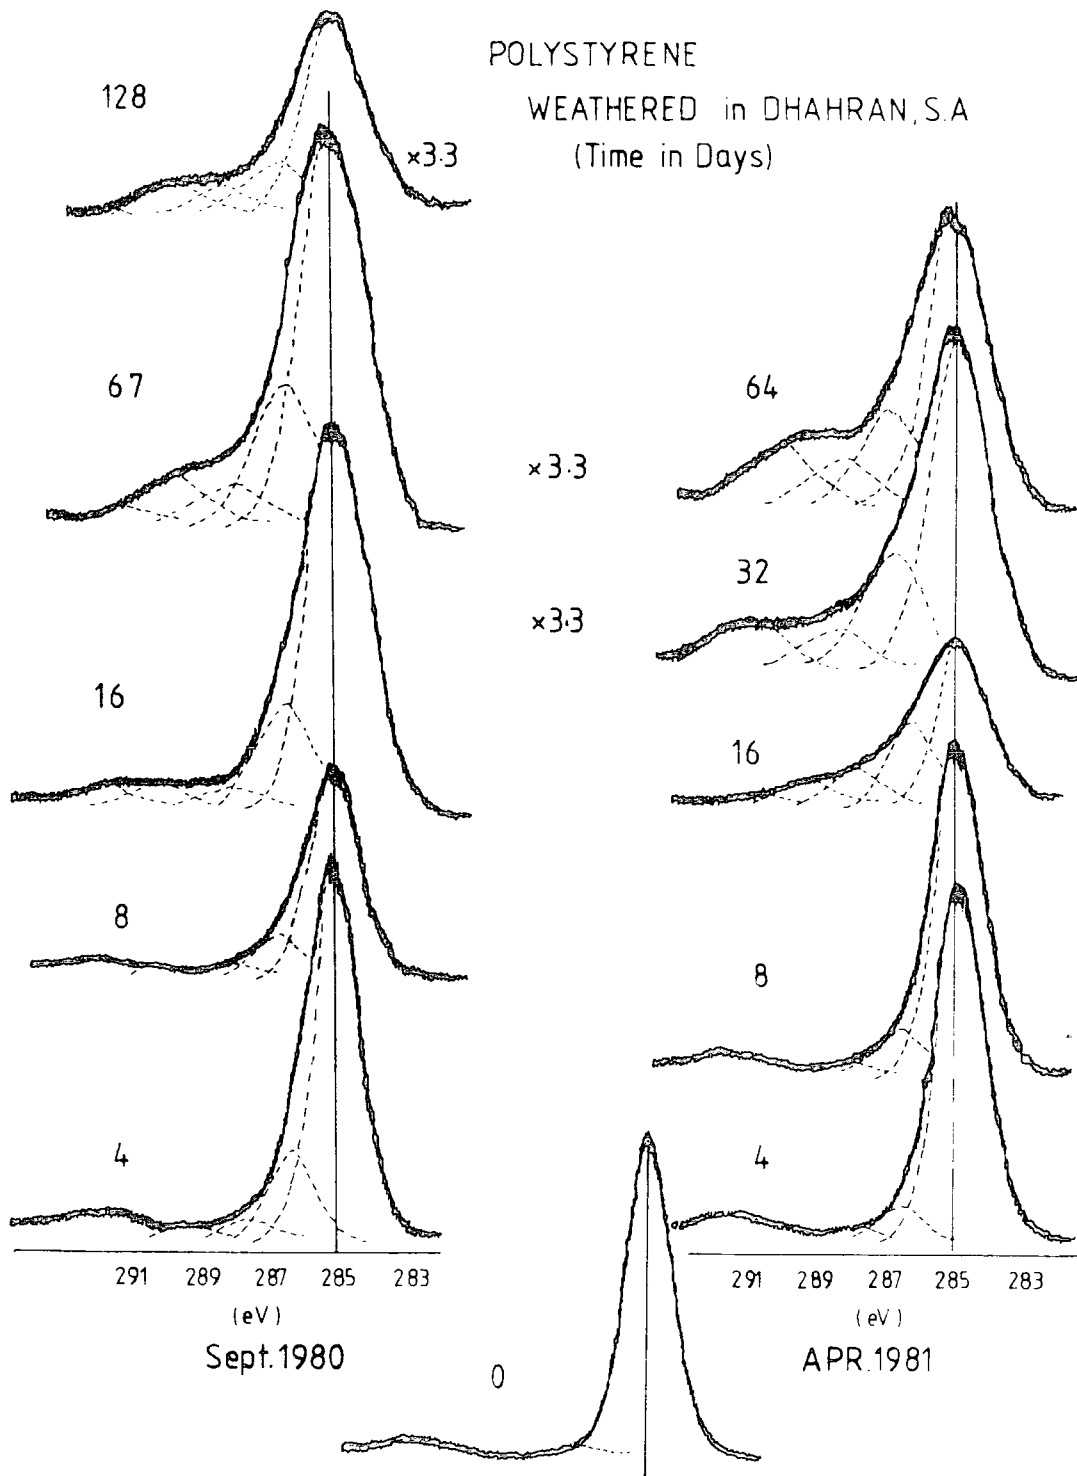 POLYSTYRENE
WEATHERED in DHAHRAN, S.A
(Time in Days)
128
×3.3
67
×3.3
64
16
×3.3
32
8
16
4
8
4
291 289 287 285 283
(eV)
Sept.1980
291 289 287 285 283
(eV)
APR.1981
0